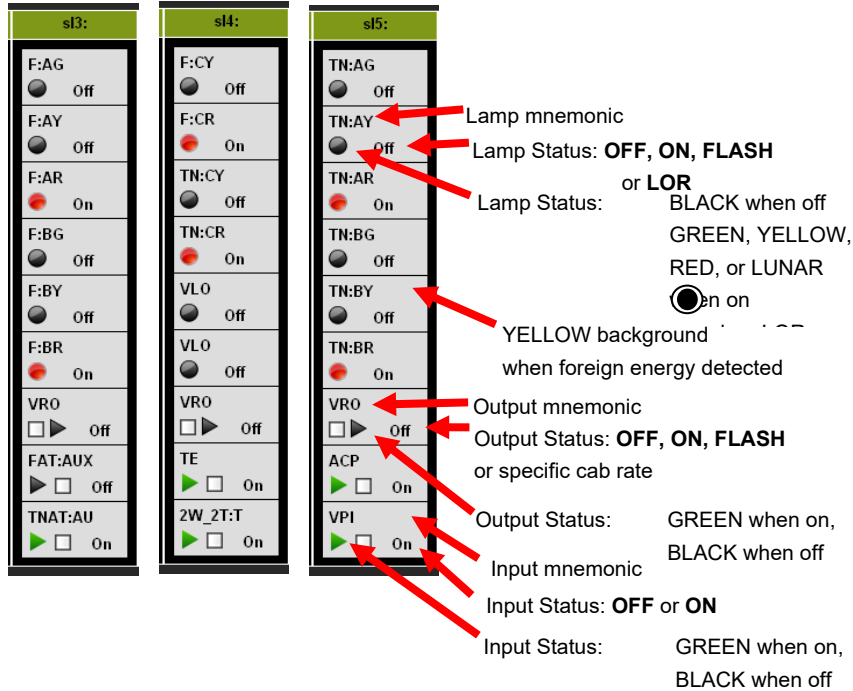 sl3:
F:AG
Off
F:AY
Off
F:AR
On
F:BG
Off
F:BY
Off
F:BR
On
VRO
Off
FAT:AUX
Off
TNAT:AU
On
sl4:
F:CY
Off
F:CR
On
TN:CY
Off
TN:CR
On
VLO
Off
VLO
Off
VRO
Off
TE
On
2W_2T:T
On
sl5:
TN:AG
Off
TN:AY
Off
TN:AR
On
TN:BG
Off
TN:BY
Off
TN:BR
On
VRO
Off
ACP
On
VPI
On
Lamp mnemonic
Lamp Status: OFF, ON, FLASH
or LOR
Lamp Status: BLACK when off
GREEN, YELLOW,
RED, or LUNAR
on
YELLOW background
when foreign energy detected
Output mnemonic
Output Status: OFF, ON, FLASH
or specific cab rate
Output Status: GREEN when on,
BLACK when off
Input mnemonic
Input Status: OFF or ON
Input Status: GREEN when on,
BLACK when off